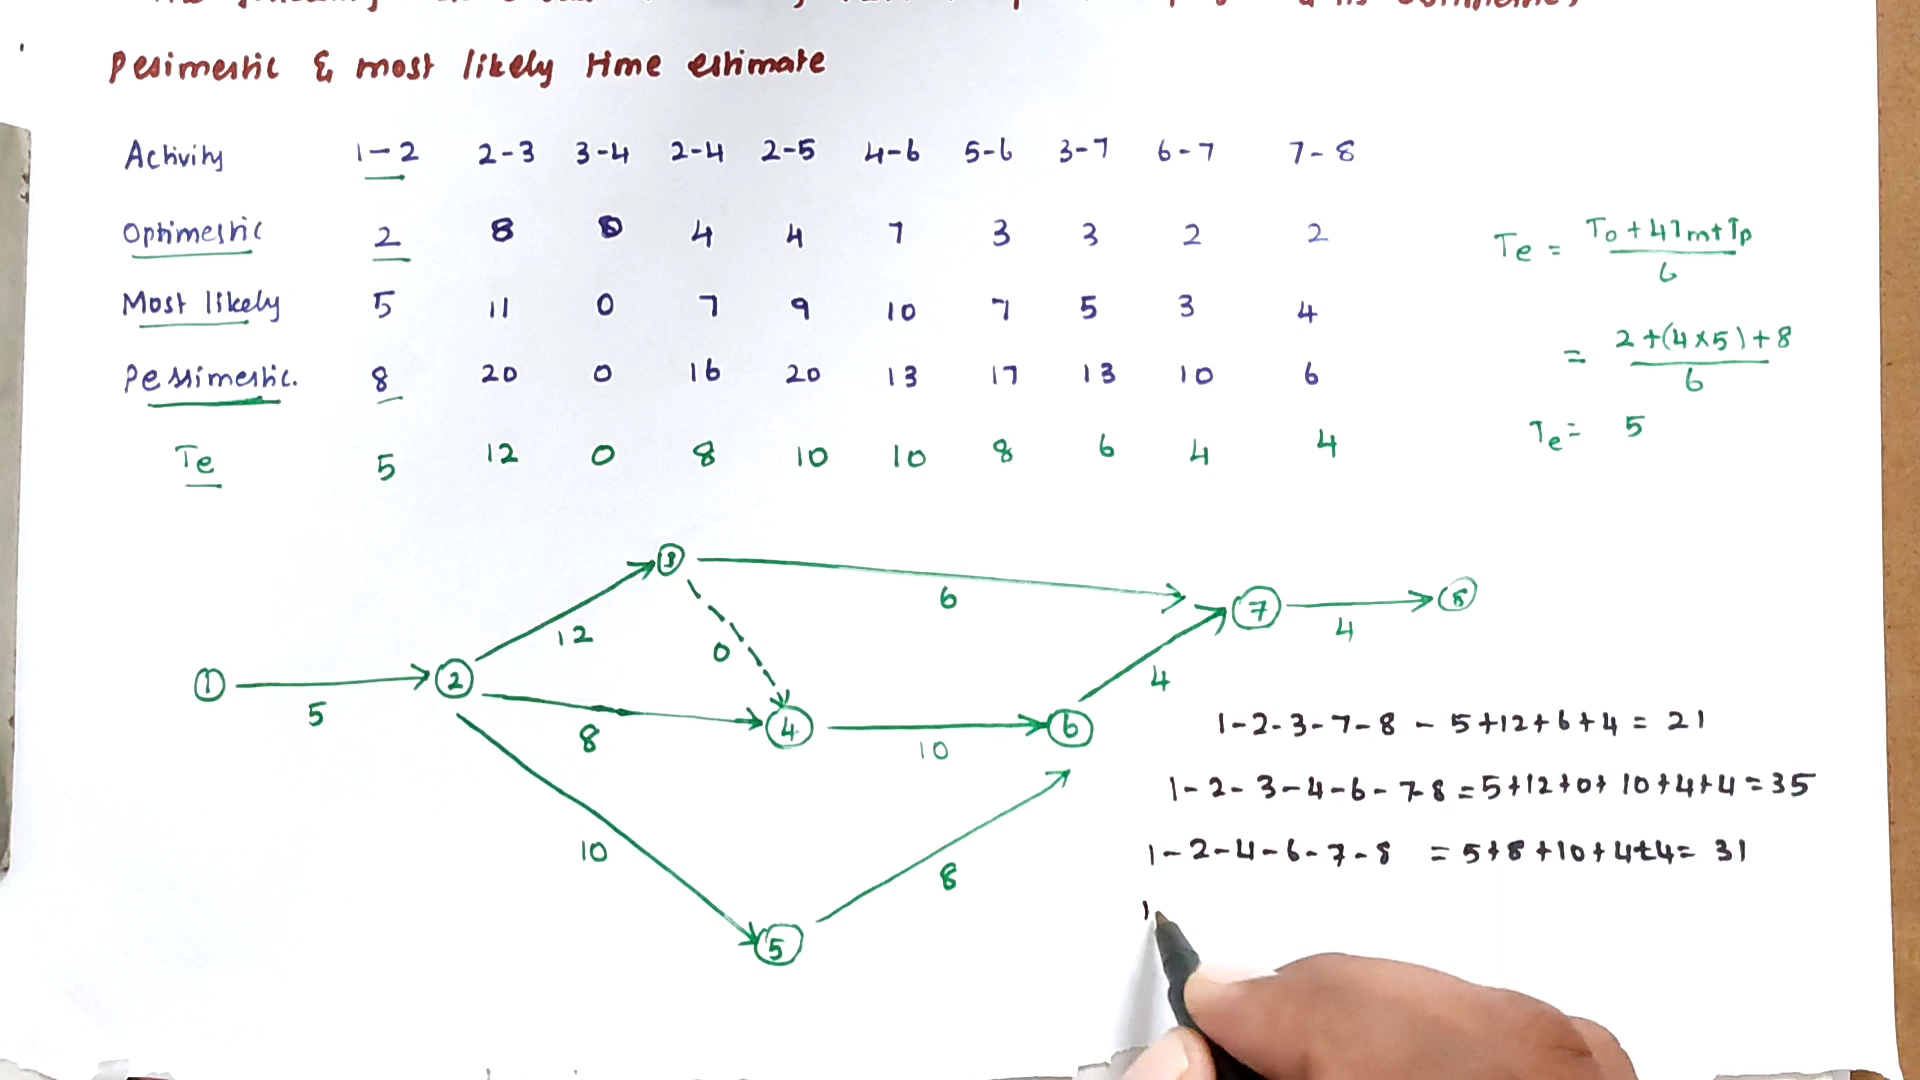 Pesimestic & most likely time estimate
Activity 1-2 2-3 3-4 2-4 2-5 4-6 5-6 3-7 6-7 7-8
Optimestic 2 8 0 4 4 7 3 3 2 2
Most likely 5 11 0 7 9 10 7 5 3 4
Pessimestic. 8 20 0 16 20 13 17 13 10 6
Te 5 12 0 8 10 10 8 6 4 4
Te = To + 4Tm + Tp / 6
= 2 + (4x5) + 8 / 6
Te = 5
3
6
7
8
12
0
4
1
2
5
8
4
10
6
4
10
8
5
1-2-3-7-8 - 5+12+6+4 = 21
1-2-3-4-6-7-8 = 5+12+0+10+4+4 = 35
1-2-4-6-7-8 = 5+8+10+4+4 = 31
1